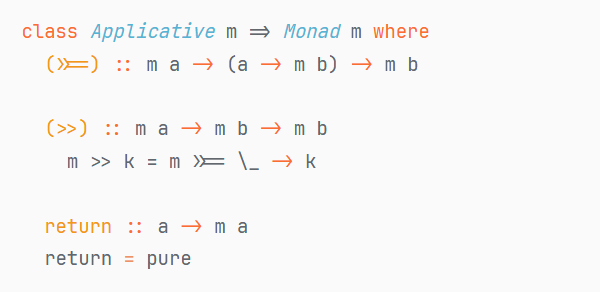 class Applicative m => Monad m where
(>>=) :: m a -> (a -> m b) -> m b
(>>) :: m a -> m b -> m b
m >> k = m >>= \_ -> k
return :: a -> m a
return = pure